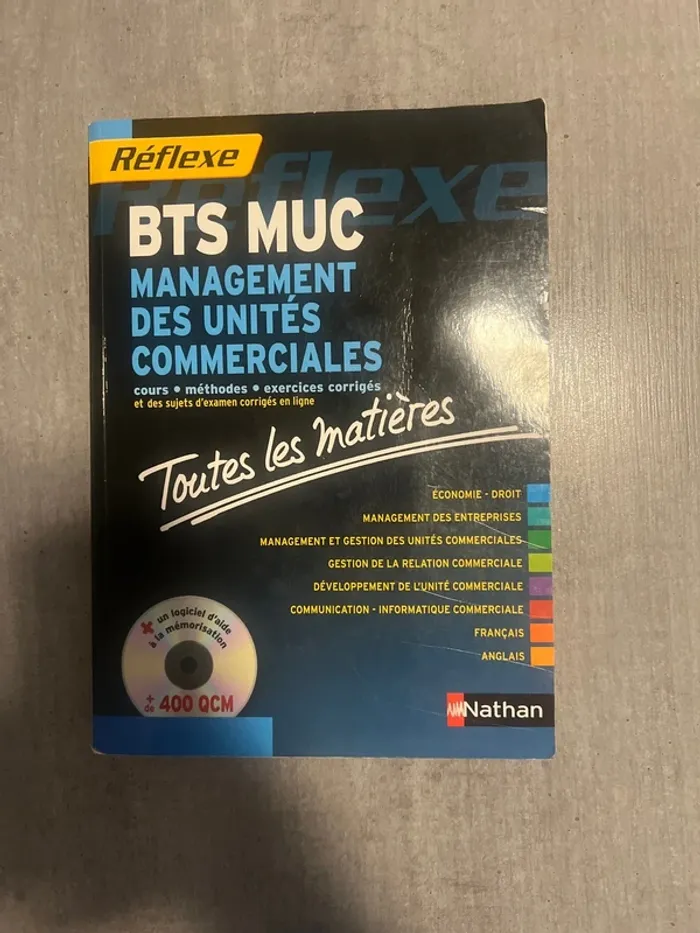 Réflexe
Réflexe
BTS MUC
MANAGEMENT
DES UNITÉS
COMMERCIALES
cours • méthodes • exercices corrigés
et des sujets d'examen corrigés en ligne
Toutes les matières
ÉCONOMIE - DROIT
MANAGEMENT DES ENTREPRISES
MANAGEMENT ET GESTION DES UNITÉS COMMERCIALES
GESTION DE LA RELATION COMMERCIALE
DÉVELOPPEMENT DE L'UNITÉ COMMERCIALE
COMMUNICATION - INFORMATIQUE COMMERCIALE
FRANÇAIS
ANGLAIS
+ un logiciel d'aide
à la mémorisation
+ de 400 QCM
Nathan